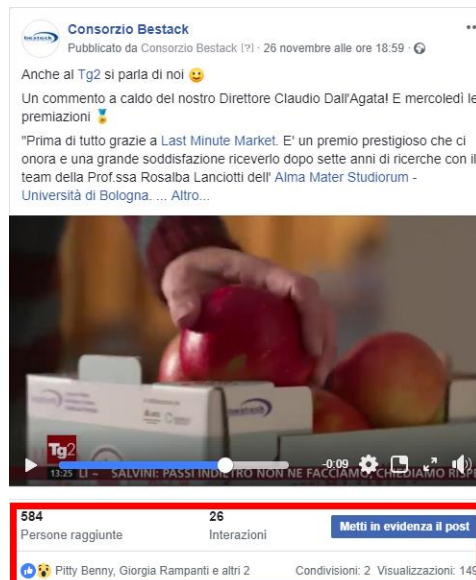 Consorzio Bestack
Pubblicato da Consorzio Bestack [?] · 26 novembre alle ore 18:59 ·
Anche al Tg2 si parla di noi 😀
Un commento a caldo del nostro Direttore Claudio Dall'Agata! E mercoledì le
premiazioni 🏅
"Prima di tutto grazie a Last Minute Market. E' un premio prestigioso che ci
onora e una grande soddisfazione riceverlo dopo sette anni di ricerche con il
team della Prof.ssa Rosalba Lanciotti dell' Alma Mater Studiorum -
Università di Bologna. ... Altro...
bestack
Tg2
-0:09
13:25 LI ~ SALVINI: PASSI INDIETRO NON NE FACCIAMO, CHIEDIAMO RISP
584
26
Persone raggiunte
Interazioni
Metti in evidenza il post
Pitty Benny, Giorgia Rampanti e altri 2
Condivisioni: 2 Visualizzazioni: 149